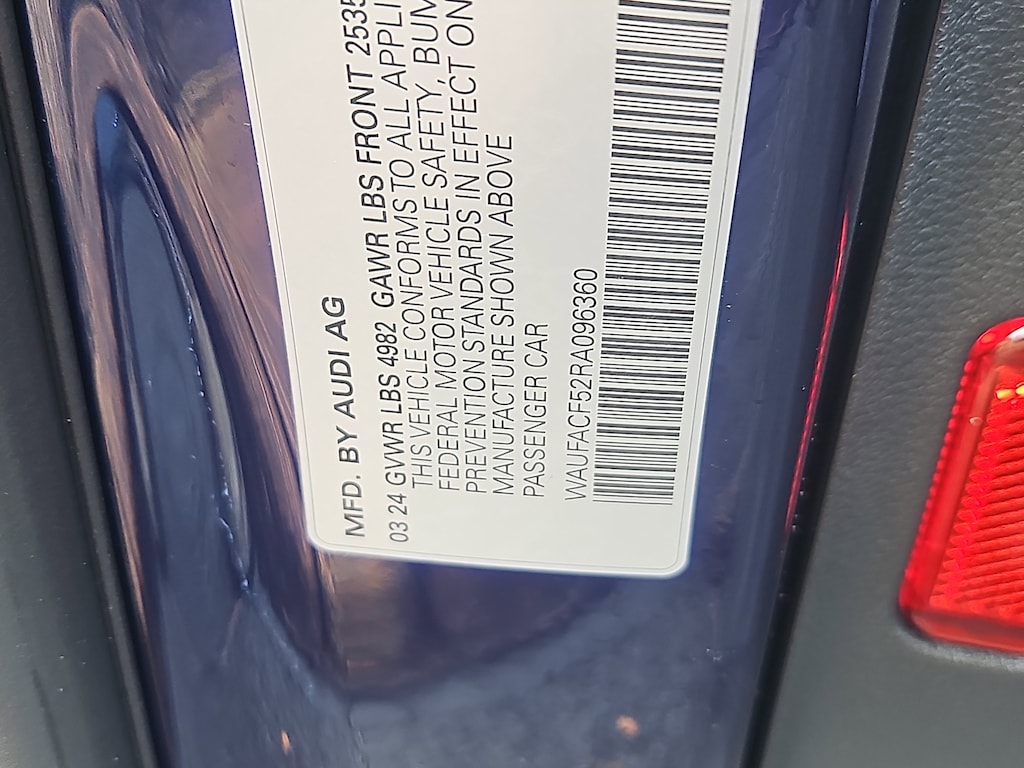 MFD. BY AUDI AG
03 24 GVWR LBS 4982 GAWR LBS FRONT 2535
THIS VEHICLE CONFORMS TO ALL APPLI
FEDERAL MOTOR VEHICLE SAFETY, BUM
PREVENTION STANDARDS IN EFFECT ON
MANUFACTURE SHOWN ABOVE
PASSENGER CAR
WAUFACF52RA096360